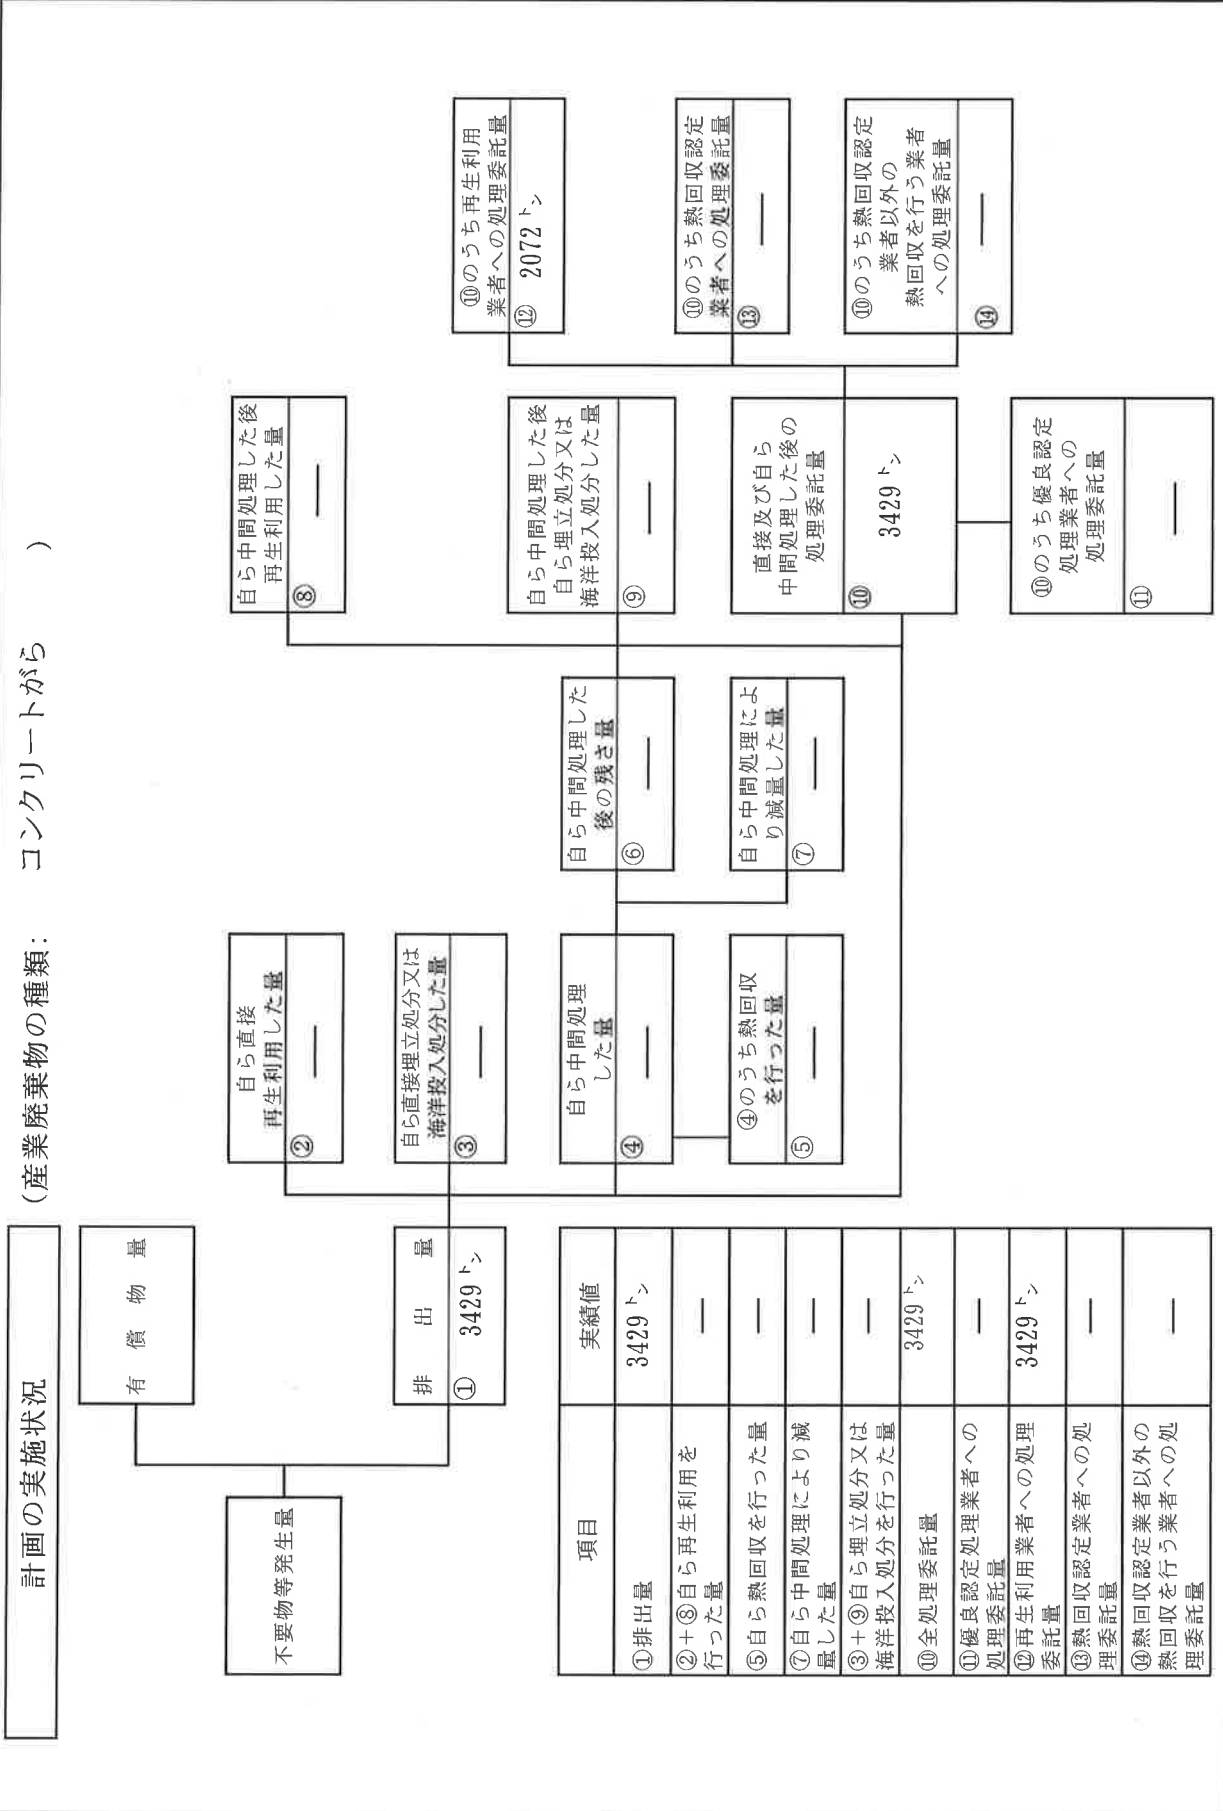 計画の実施状況
（産業廃棄物の種類： コンクリートがら ）
不要物等発生量
有償物量
排出量
① 3429トン
自ら直接
再生利用した量
②
―
自ら直接埋立処分又は
海洋投入処分した量
③
―
自ら中間処理
した量
④
―
④のうち熱回収
を行った量
⑤
―
自ら中間処理した
後の残さ量
⑥
―
自ら中間処理によ
り減量した量
⑦
―
自ら中間処理した後
再生利用した量
⑧
―
自ら中間処理した後
自ら埋立処分又は
海洋投入処分した量
⑨
―
直接及び自ら
中間処理した後の
処理委託量
⑩
3429トン
⑩のうち優良認定
処理業者への
処理委託量
⑪
―
⑩のうち再生利用
業者への処理委託量
⑫ 2072トン
⑩のうち熱回収認定
業者への処理委託量
⑬
―
⑩のうち熱回収認定
業者以外の
熱回収を行う業者
への処理委託量
⑭
―
項目 実績値
①排出量 3429トン
②＋⑧自ら再生利用を
行った量 ―
⑤自ら熱回収を行った量 ―
⑦自ら中間処理により減
量した量 ―
③＋⑨自ら埋立処分又は
海洋投入処分を行った量 ―
⑩全処理委託量 3429トン
⑪優良認定処理業者への
処理委託量 ―
⑫再生利用業者への処理
委託量 3429トン
⑬熱回収認定業者への処
理委託量 ―
⑭熱回収認定業者以外の
熱回収を行う業者への処
理委託量 ―